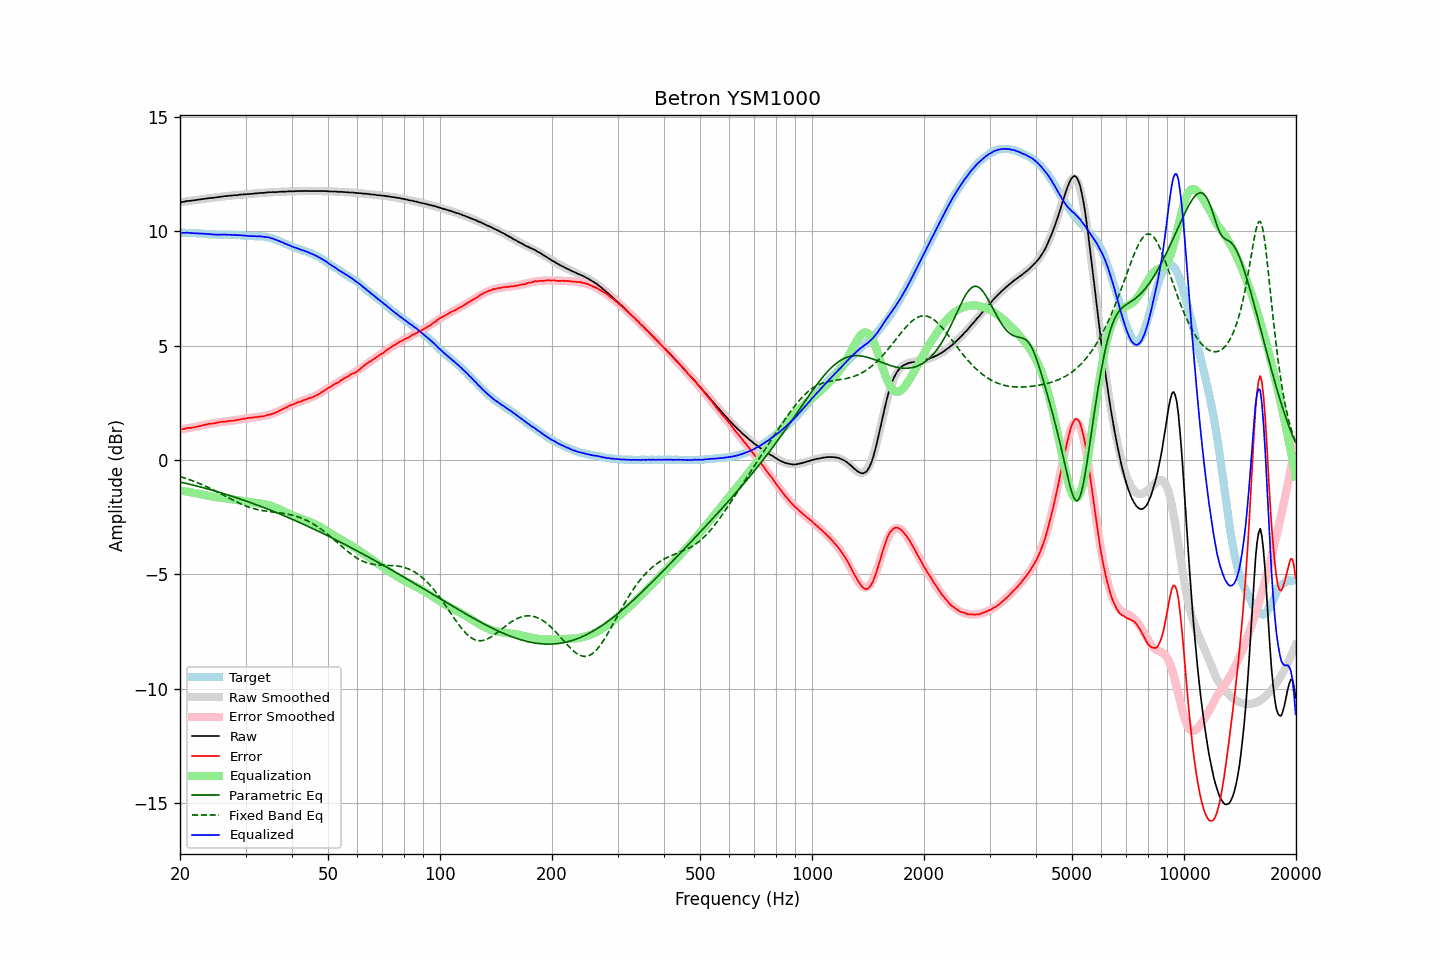 Betron YSM1000
Amplitude (dBr)
15
10
5
0
−5
−10
−15
Target
Raw Smoothed
Error Smoothed
Raw
Error
Equalization
Parametric Eq
Fixed Band Eq
Equalized
20 50 100 200 500 1000 2000 5000 10000 20000
Frequency (Hz)